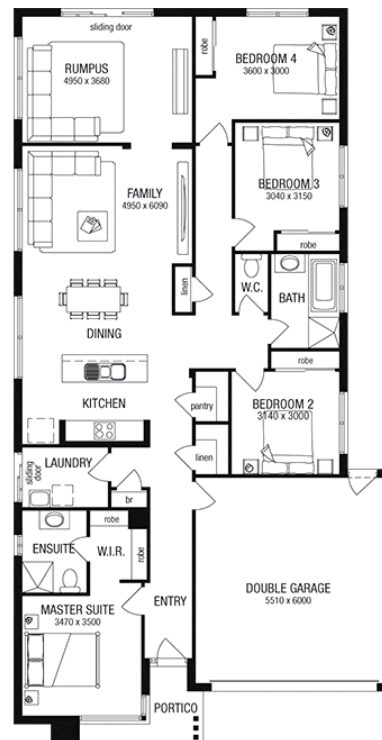 sliding door
RUMPUS
4950 x 3680
robe
BEDROOM 4
3600 x 3000
FAMILY
4950 x 6090
BEDROOM 3
3040 x 3150
robe
linen
W.C.
BATH
DINING
robe
KITCHEN
pantry
BEDROOM 2
3140 x 3000
linen
LAUNDRY
sliding
door
br
robe
ENSUITE
W.I.R.
robe
MASTER SUITE
3470 x 3500
ENTRY
DOUBLE GARAGE
5510 x 6000
PORTICO